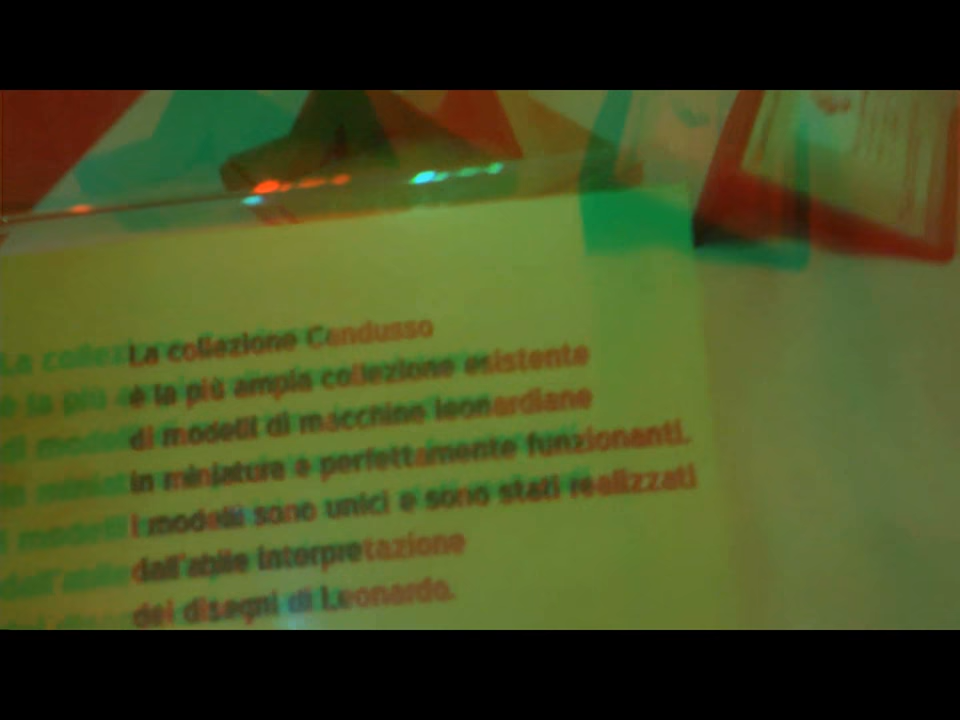 La collezione Candusso
è la più ampia collezione esistente
di modelli di macchine leonardiane
in miniatura e perfettamente funzionanti.
I modelli sono unici e sono stati realizzati
dall'abile interpretazione
dei disegni di Leonardo.